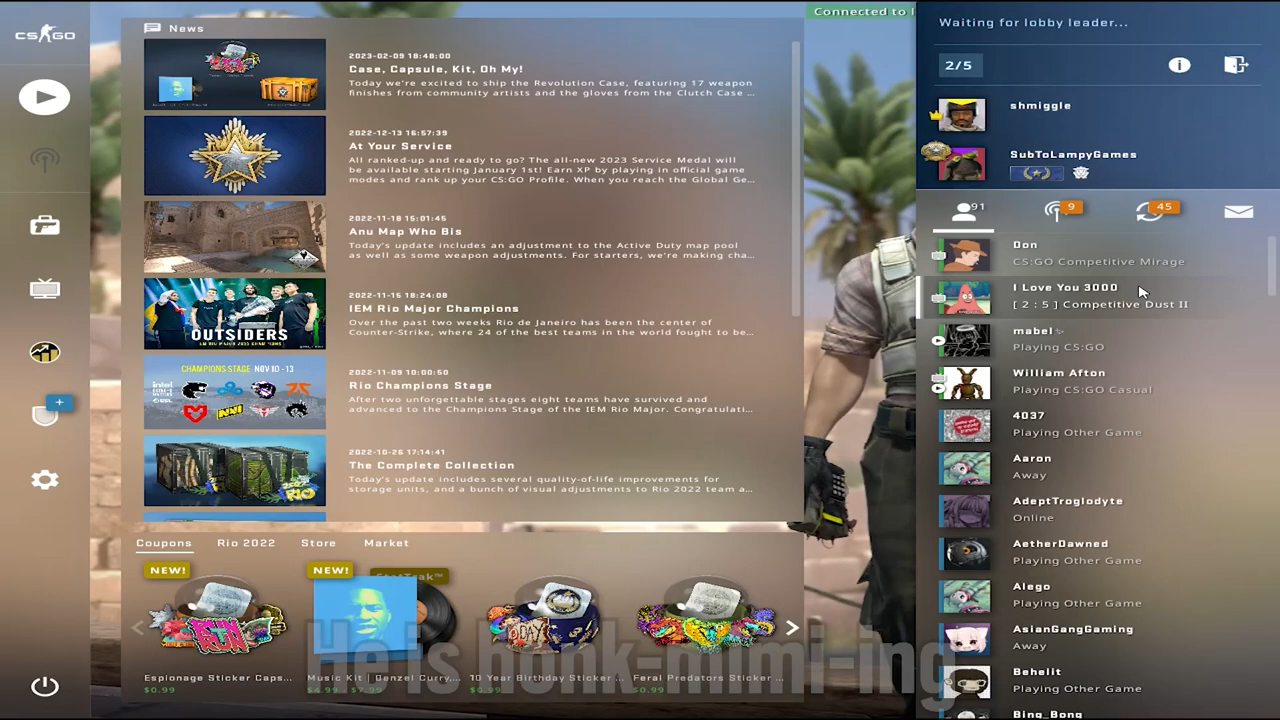 CS GO
News
2023-02-09 18:48:00
Case, Capsule, Kit, Oh My!
Today we're excited to ship the Revolution Case, featuring 17 weapon
finishes from community artists and the gloves from the Clutch Case ...
2022-12-13 16:57:39
At Your Service
All ranked-up and ready to go? The all-new 2023 Service Medal will
be available starting January 1st! Earn XP by playing in official game
modes and rank up your CS:GO Profile. When you reach the Global Ge...
2022-11-18 15:01:45
Anu Map Who Bis
Today's update includes an adjustment to the Active Duty map pool
as well as some weapon adjustments. For starters, we're making cha...
OUTSIDERS
2022-11-15 18:24:08
IEM Rio Major Champions
Over the past two weeks Rio de Janeiro has been the center of
Counter-Strike, where 24 of the best teams in the world fought to be...
CHAMPIONS STAGE NOV 10 - 13
2022-11-09 10:00:50
Rio Champions Stage
After two unforgettable stages eight teams have survived and
advanced to the Champions Stage of the IEM Rio Major. Congratulati...
2022-10-26 17:14:41
The Complete Collection
Today's update includes several quality-of-life improvements for
storage units, and a bunch of visual adjustments to Rio 2022 team a...
Coupons Rio 2022 Store Market
NEW! NEW! StatTrak™
Espionage Sticker Caps...
$0.99
Music Kit | Denzel Curry,...
$4.99 - $7.99
10 Year Birthday Sticker ...
$0.99
Feral Predators Sticker ...
$0.99
He is honk-mimi-ing
Connected to
Waiting for lobby leader...
2/5
shmiggle
SubToLampyGames
91 9 45
Don
CS:GO Competitive Mirage
I Love You 3000
[ 2 : 5 ] Competitive Dust II
mabel
Playing CS:GO
William Afton
Playing CS:GO Casual
4037
Playing Other Game
Aaron
Away
AdeptTroglodyte
Online
AetherDawned
Playing Other Game
Alego
Playing Other Game
AsianGangGaming
Away
Behelit
Playing Other Game
Bing_Bong